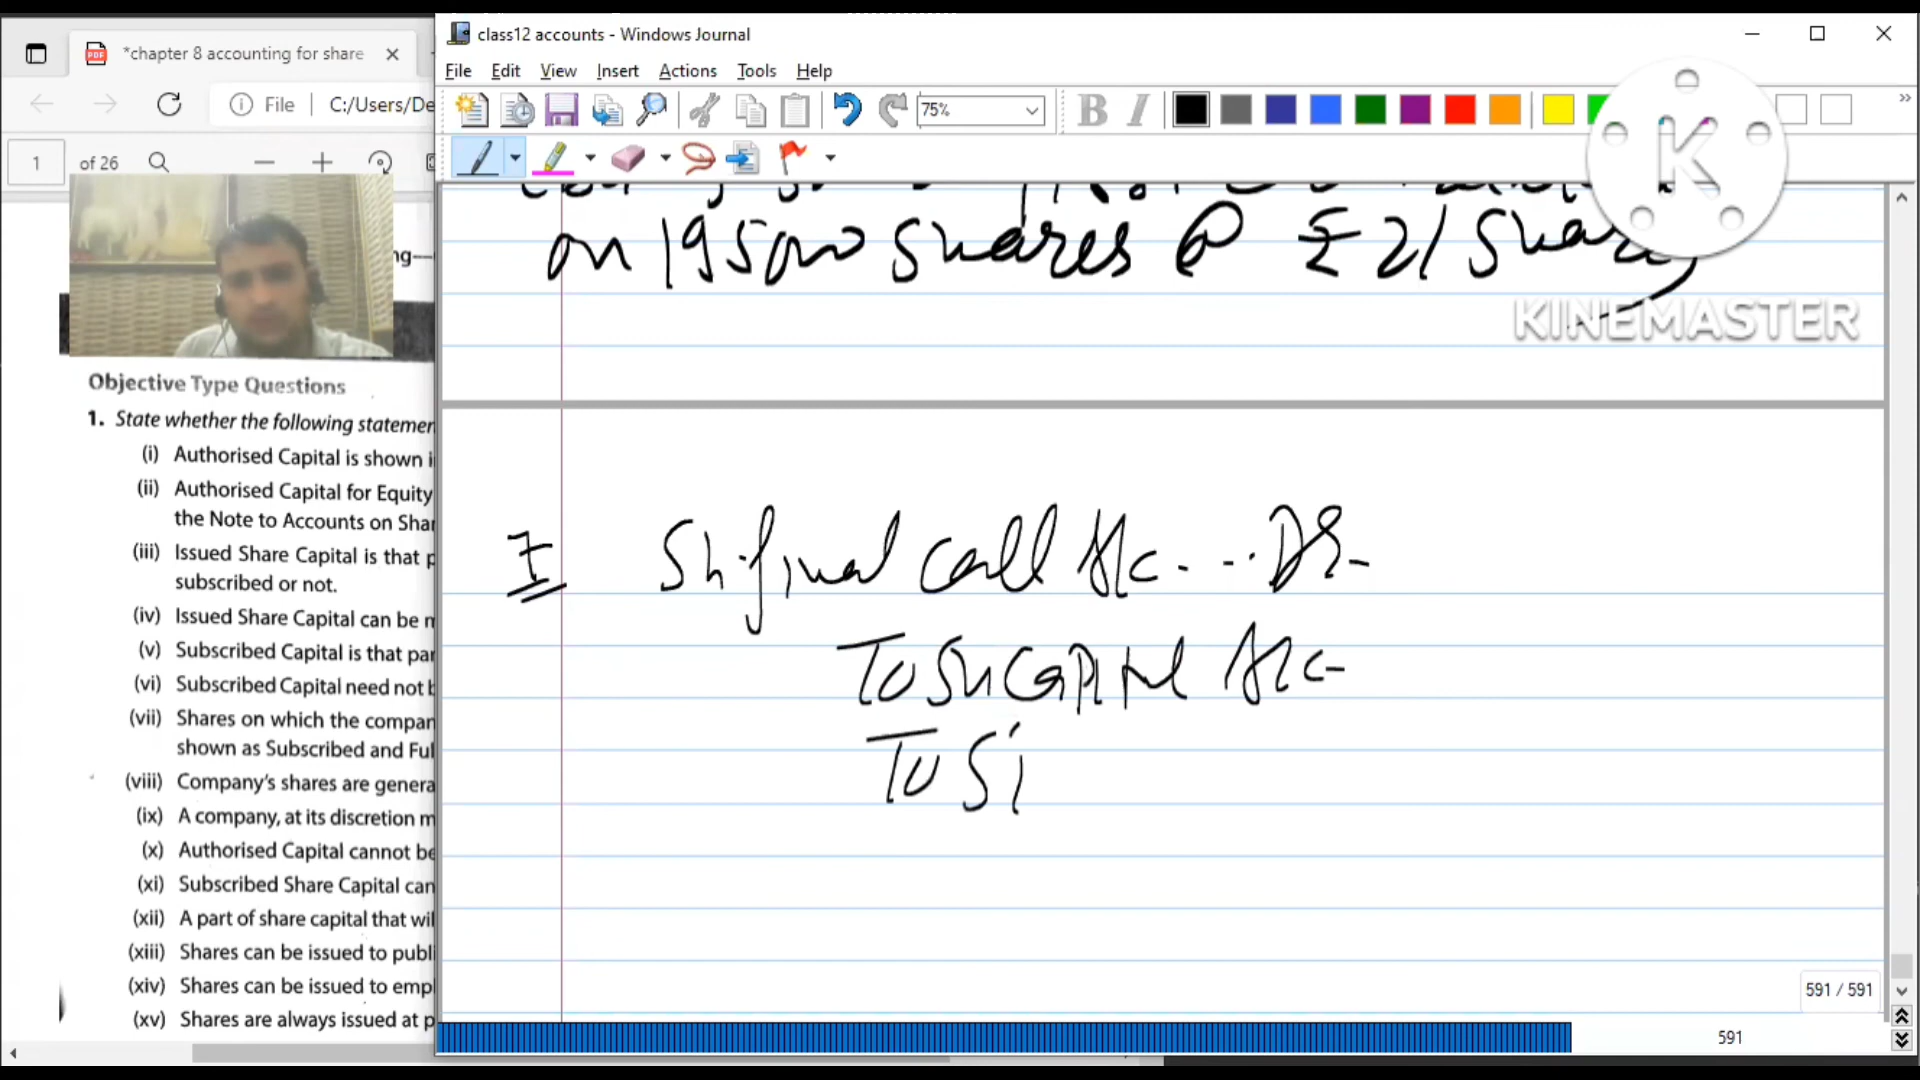 *chapter 8 accounting for share
File C:/Users/De
1 of 26
ng—
Objective Type Questions
1. State whether the following statemen
(i) Authorised Capital is shown i
(ii) Authorised Capital for Equity
the Note to Accounts on Shar
(iii) Issued Share Capital is that p
subscribed or not.
(iv) Issued Share Capital can be n
(v) Subscribed Capital is that par
(vi) Subscribed Capital need not b
(vii) Shares on which the compan
shown as Subscribed and Ful
(viii) Company's shares are genera
(ix) A company, at its discretion m
(x) Authorised Capital cannot be
(xi) Subscribed Share Capital can
(xii) A part of share capital that wil
(xiii) Shares can be issued to publi
(xiv) Shares can be issued to empl
(xv) Shares are always issued at p
class12 accounts - Windows Journal
File Edit View Insert Actions Tools Help
75%
B I
K
KINEMASTER
on 195000 Shares @ ₹ 2/ Share)
7 Sh. final Call A/c - .. Dr.
To Sh Capital A/c
To S
591 / 591
591